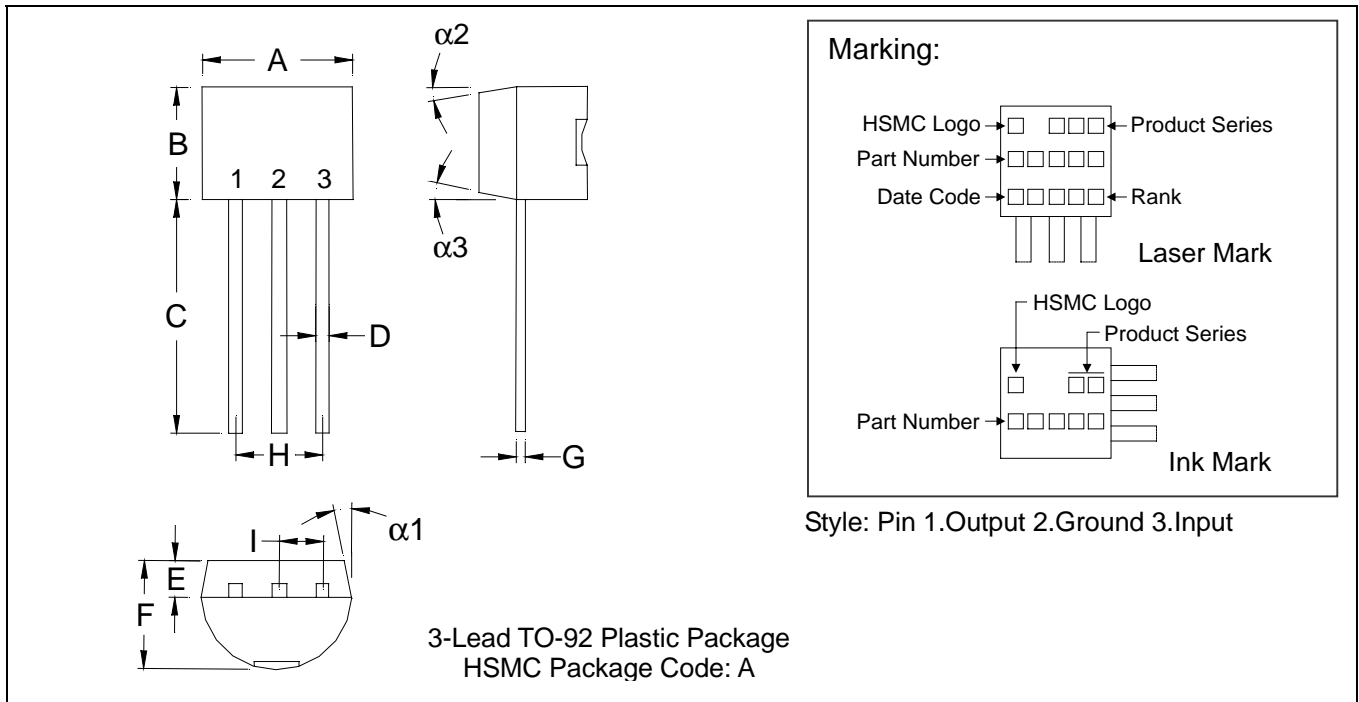 α2
A
B
1 2 3
α3
C
D
H
G
α1
I
E
F
3-Lead TO-92 Plastic Package
HSMC Package Code: A
Marking:
HSMC Logo
Product Series
Part Number
Date Code
Rank
Laser Mark
HSMC Logo
Product Series
Part Number
Ink Mark
Style: Pin 1.Output 2.Ground 3.Input